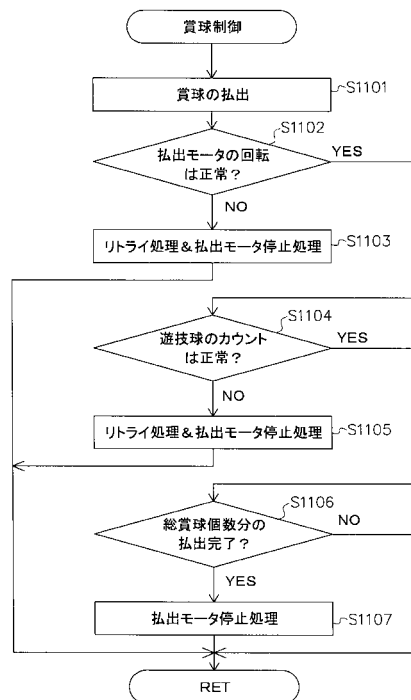 賞球制御
賞球の払出
S1101
S1102
払出モータの回転
は正常？
YES
NO
リトライ処理＆払出モータ停止処理
S1103
S1104
遊技球のカウント
は正常？
YES
NO
リトライ処理＆払出モータ停止処理
S1105
S1106
総賞球個数分の
払出完了？
NO
YES
払出モータ停止処理
S1107
RET